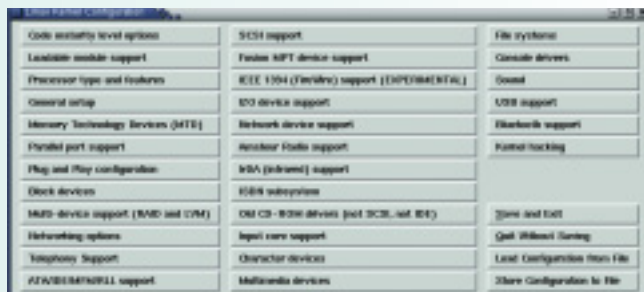 Linux Kernel Configuration
Code maturity level options
Loadable module support
Processor type and features
General setup
Memory Technology Devices (MTD)
Parallel port support
Plug and Play configuration
Block devices
Multi-device support (RAID and LVM)
Networking options
Telephony Support
ATA/IDE/MFM/RLL support
SCSI support
Fusion MPT device support
IEEE 1394 (FireWire) support (EXPERIMENTAL)
I2O device support
Network device support
Amateur Radio support
IrDA (infrared) support
ISDN subsystem
Old CD-ROM drivers (not SCSI, not IDE)
Input core support
Character devices
Multimedia devices
File systems
Console drivers
Sound
USB support
Bluetooth support
Kernel hacking
Save and Exit
Quit Without Saving
Load Configuration from File
Store Configuration to File